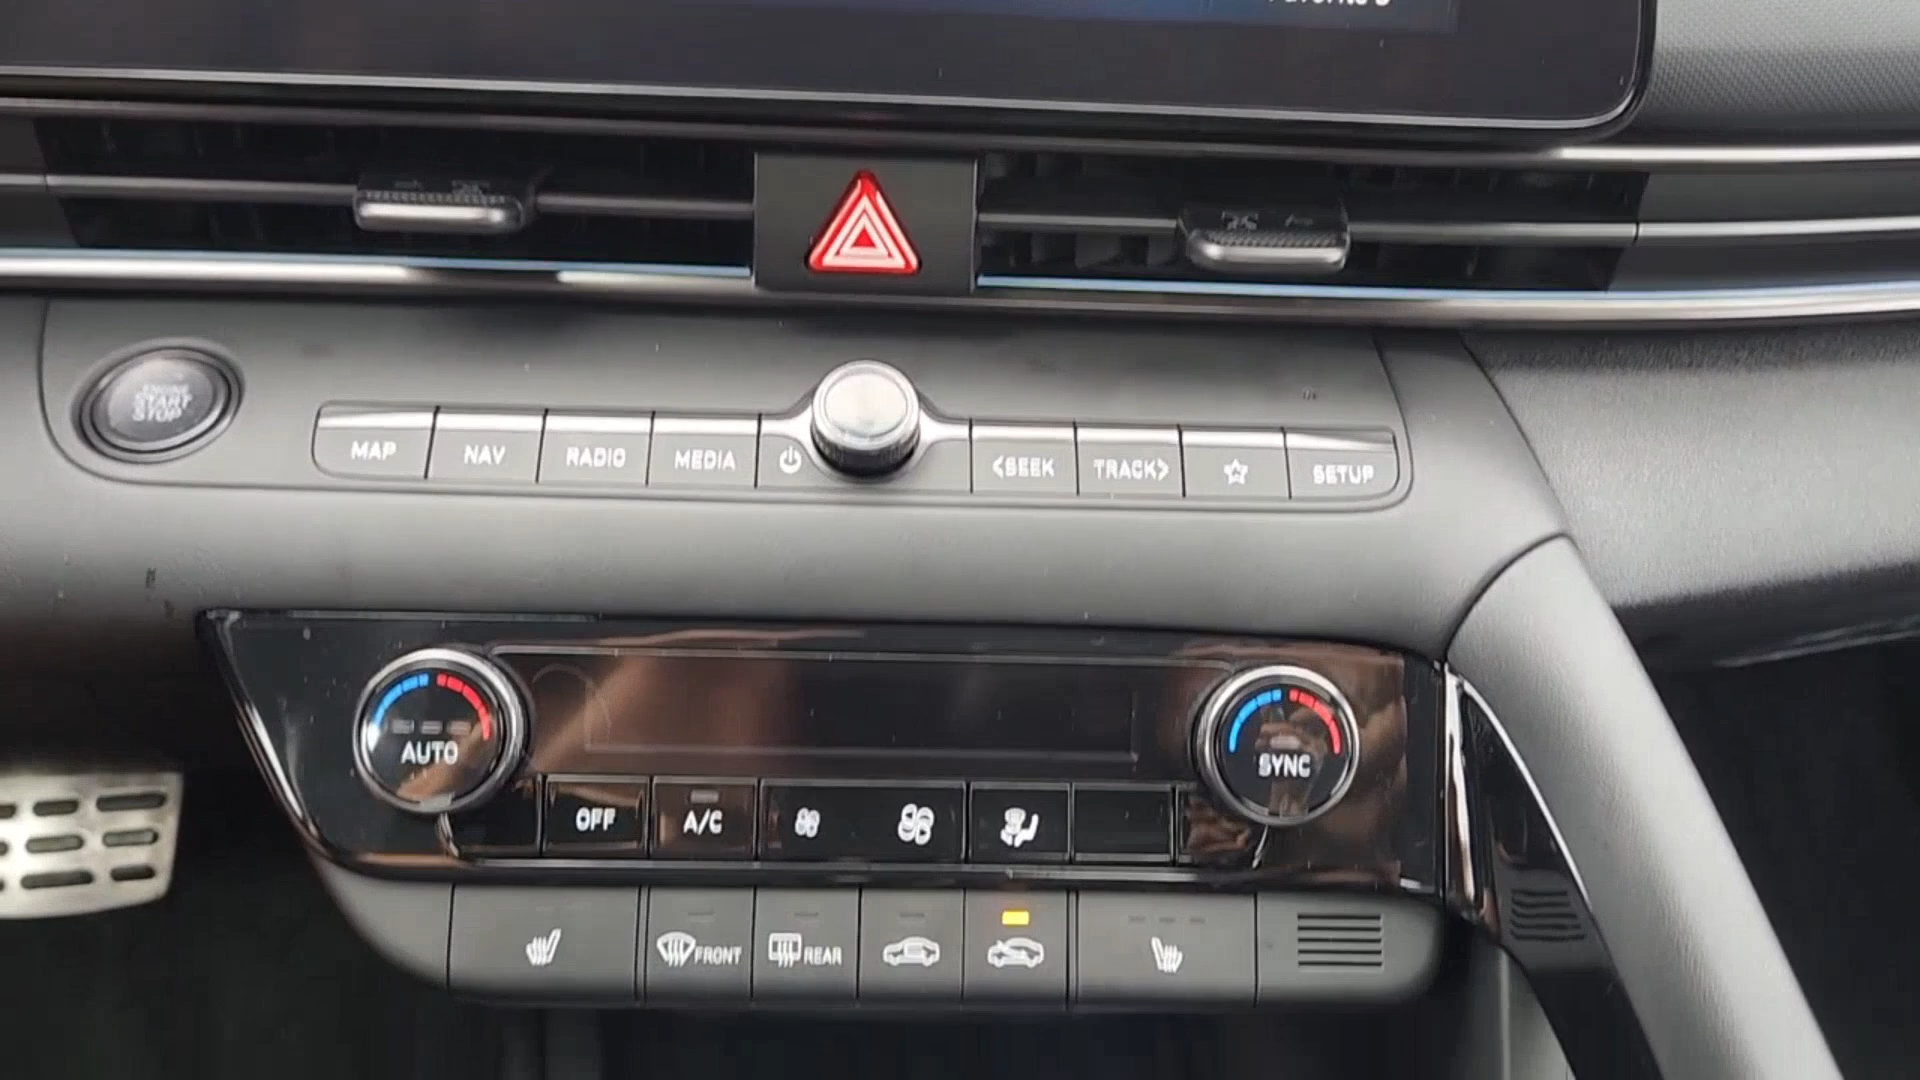 ENGINE
START
STOP
MAP
NAV
RADIO
MEDIA
<SEEK
TRACK>
SETUP
AUTO
SYNC
OFF
A/C
FRONT
REAR